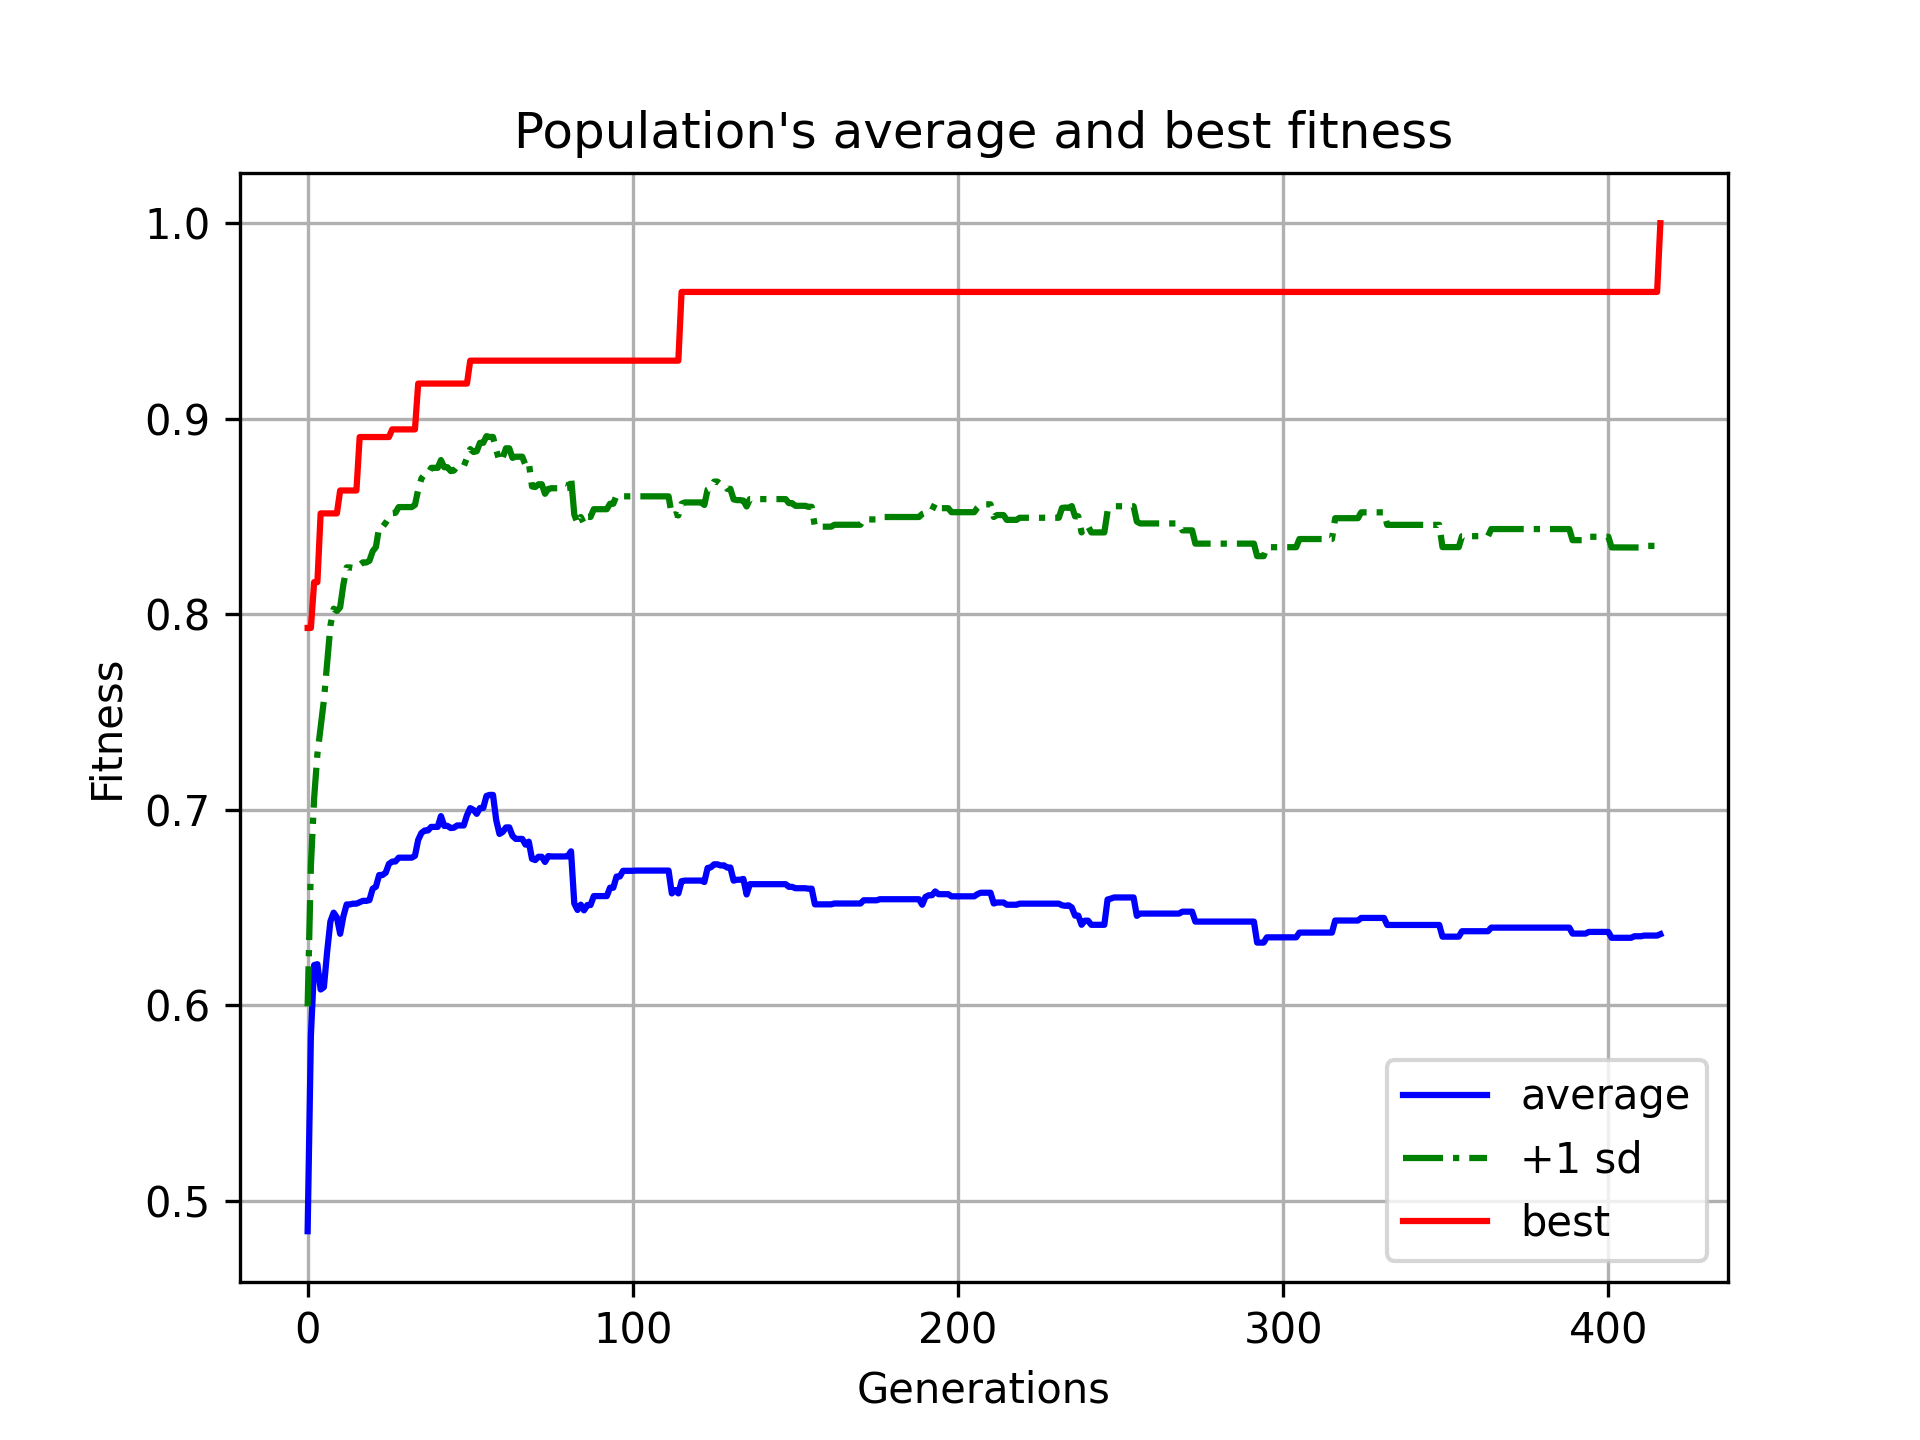 Population's average and best fitness
1.0
0.9
0.8
0.7
0.6
0.5
Fitness
0 100 200 300 400
Generations
average
+1 sd
best